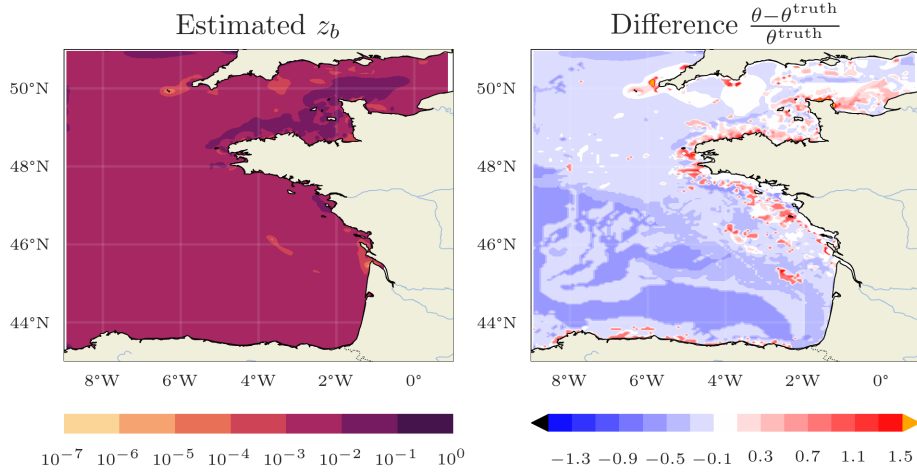 Estimated z_b
Difference \frac{θ−θ^{truth}}{θ^{truth}}
50°N
48°N
46°N
44°N
8°W 6°W 4°W 2°W 0°
50°N
48°N
46°N
44°N
8°W 6°W 4°W 2°W 0°
10^{−7} 10^{−6} 10^{−5} 10^{−4} 10^{−3} 10^{−2} 10^{−1} 10^{0}
−1.3 −0.9 −0.5 −0.1 0.3 0.7 1.1 1.5